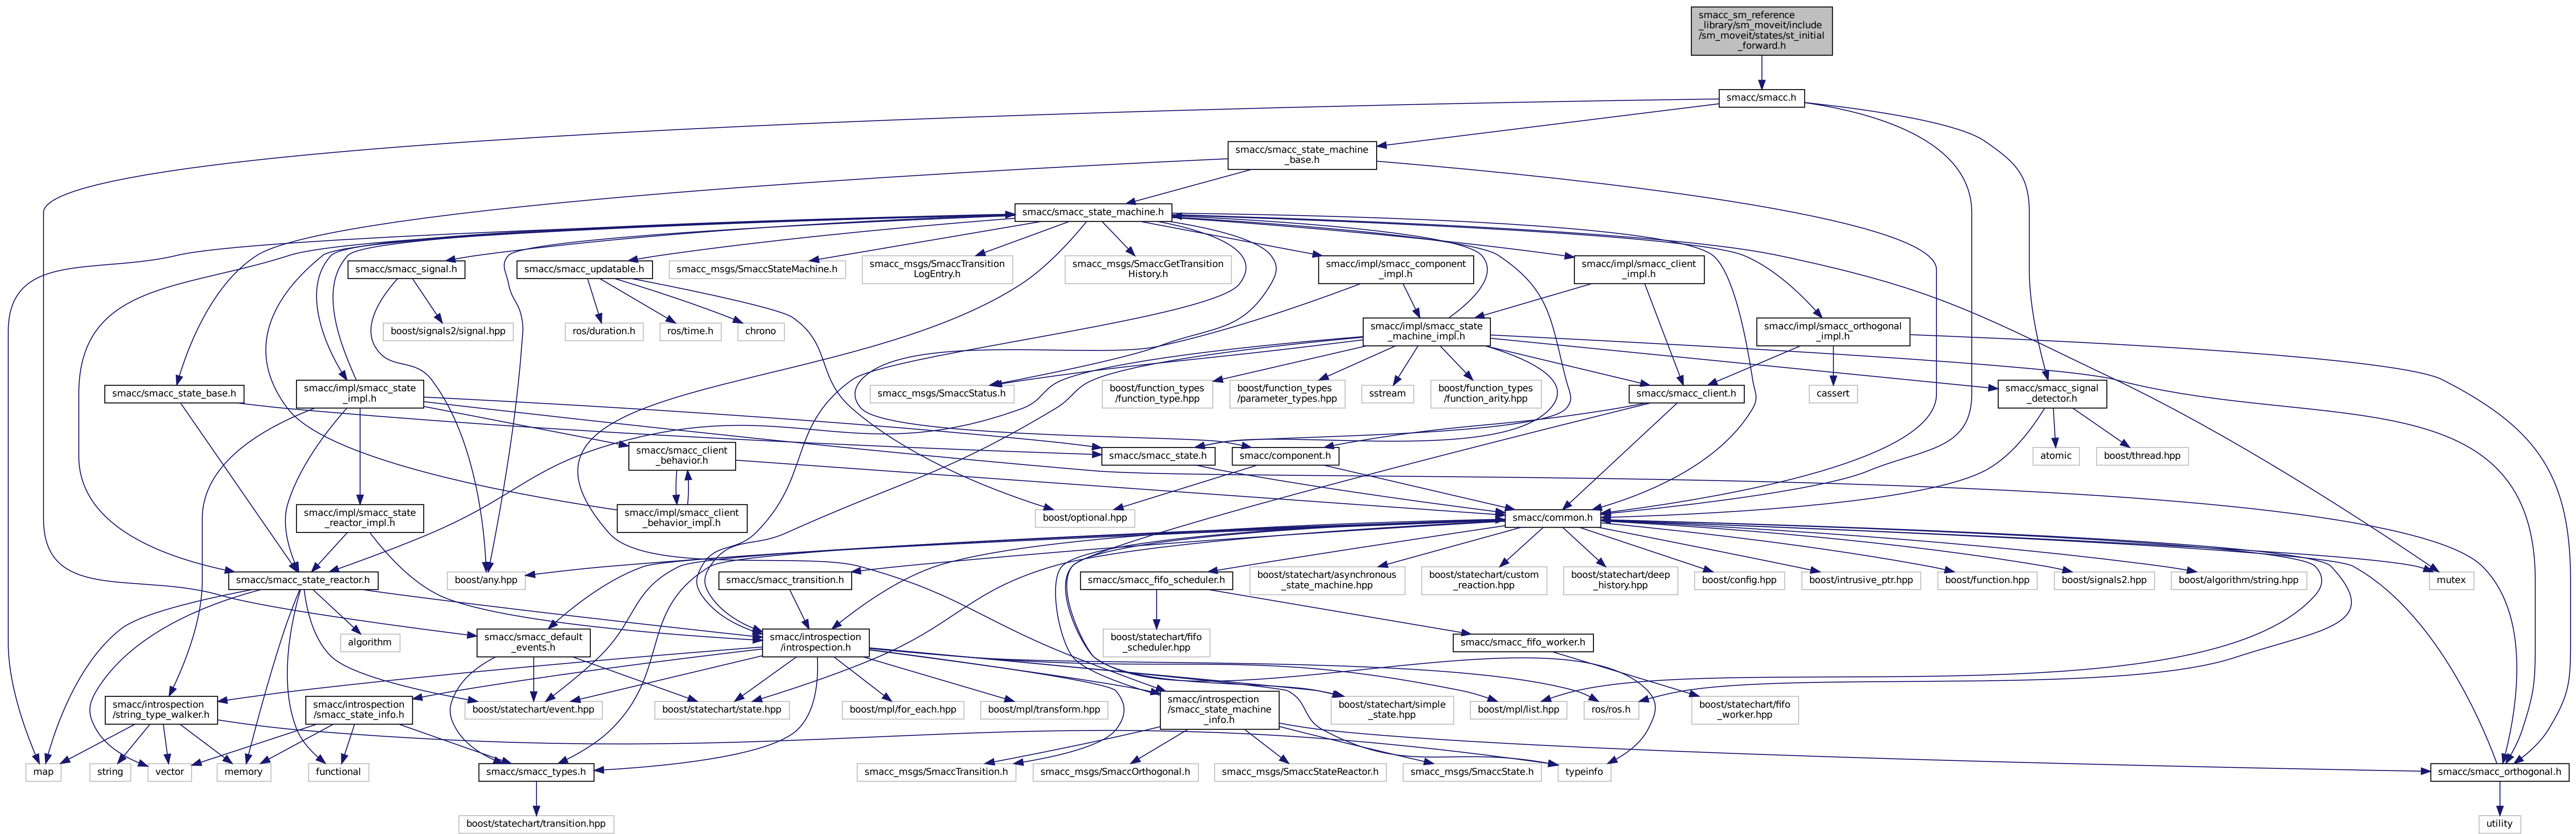 smacc_sm_reference
_library/sm_moveit/include
/sm_moveit/states/st_initial
_forward.h
smacc/smacc.h
smacc/smacc_state_machine
_base.h
smacc/smacc_state_machine.h
smacc/smacc_signal.h
smacc/smacc_updatable.h
smacc_msgs/SmaccStateMachine.h
smacc_msgs/SmaccTransition
LogEntry.h
smacc_msgs/SmaccGetTransition
History.h
smacc/impl/smacc_component
_impl.h
smacc/impl/smacc_client
_impl.h
boost/signals2/signal.hpp
ros/duration.h
ros/time.h
chrono
smacc/impl/smacc_state
_machine_impl.h
smacc/impl/smacc_orthogonal
_impl.h
smacc/smacc_state_base.h
smacc/impl/smacc_state
_impl.h
smacc_msgs/SmaccStatus.h
boost/function_types
/function_type.hpp
boost/function_types
/parameter_types.hpp
sstream
boost/function_types
/function_arity.hpp
smacc/smacc_client.h
cassert
smacc/smacc_signal
_detector.h
smacc/smacc_client
_behavior.h
smacc/smacc_state.h
smacc/component.h
atomic
boost/thread.hpp
smacc/impl/smacc_state
_reactor_impl.h
smacc/impl/smacc_client
_behavior_impl.h
boost/optional.hpp
smacc/common.h
smacc/smacc_state_reactor.h
boost/any.hpp
smacc/smacc_transition.h
smacc/smacc_fifo_scheduler.h
boost/statechart/asynchronous
_state_machine.hpp
boost/statechart/custom
_reaction.hpp
boost/statechart/deep
_history.hpp
boost/config.hpp
boost/intrusive_ptr.hpp
boost/function.hpp
boost/signals2.hpp
boost/algorithm/string.hpp
mutex
algorithm
smacc/smacc_default
_events.h
smacc/introspection
/introspection.h
boost/statechart/fifo
_scheduler.hpp
smacc/smacc_fifo_worker.h
smacc/introspection
/string_type_walker.h
smacc/introspection
/smacc_state_info.h
boost/statechart/event.hpp
boost/statechart/state.hpp
boost/mpl/for_each.hpp
boost/mpl/transform.hpp
smacc/introspection
/smacc_state_machine
_info.h
boost/statechart/simple
_state.hpp
boost/mpl/list.hpp
ros/ros.h
boost/statechart/fifo
_worker.hpp
map
string
vector
memory
functional
smacc/smacc_types.h
smacc_msgs/SmaccTransition.h
smacc_msgs/SmaccOrthogonal.h
smacc_msgs/SmaccStateReactor.h
smacc_msgs/SmaccState.h
typeinfo
smacc/smacc_orthogonal.h
boost/statechart/transition.hpp
utility